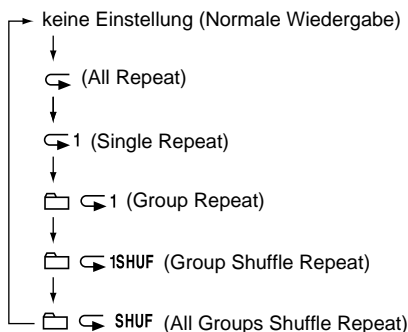 keine Einstellung (Normale Wiedergabe)
(All Repeat)
1 (Single Repeat)
1 (Group Repeat)
1SHUF (Group Shuffle Repeat)
SHUF (All Groups Shuffle Repeat)